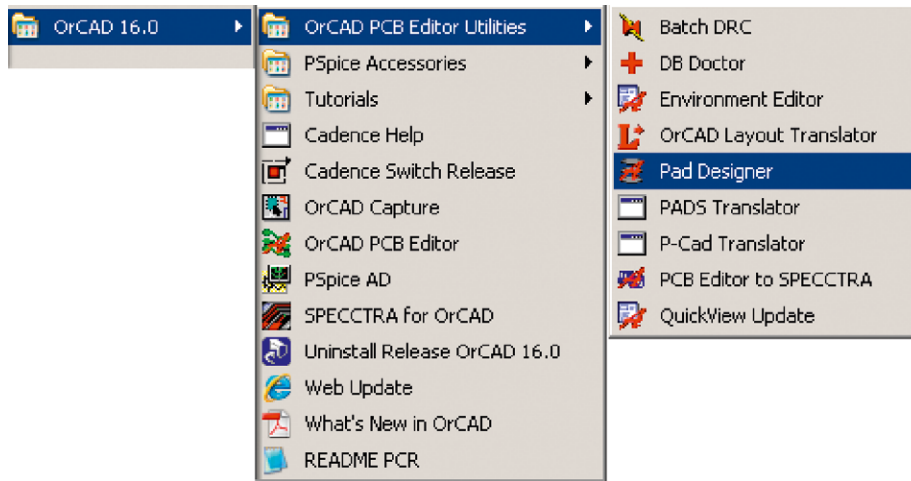 OrCAD 16.0
OrCAD PCB Editor Utilities
PSpice Accessories
Tutorials
Cadence Help
Cadence Switch Release
OrCAD Capture
OrCAD PCB Editor
PSpice AD
SPECCTRA for OrCAD
Uninstall Release OrCAD 16.0
Web Update
What's New in OrCAD
README PCR
Batch DRC
DB Doctor
Environment Editor
OrCAD Layout Translator
Pad Designer
PADS Translator
P-Cad Translator
PCB Editor to SPECCTRA
QuickView Update